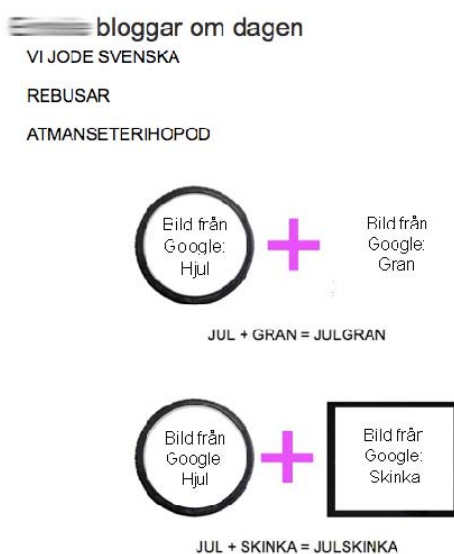 bloggar om dagen
VI JODE SVENSKA
REBUSAR
ATMANSETERIHOPOD
Bild från
Google:
Hjul
+
Bild från
Google:
Gran
JUL + GRAN = JULGRAN
Bild från
Google
Hjul
+
Bild från
Google:
Skinka
JUL + SKINKA = JULSKINKA